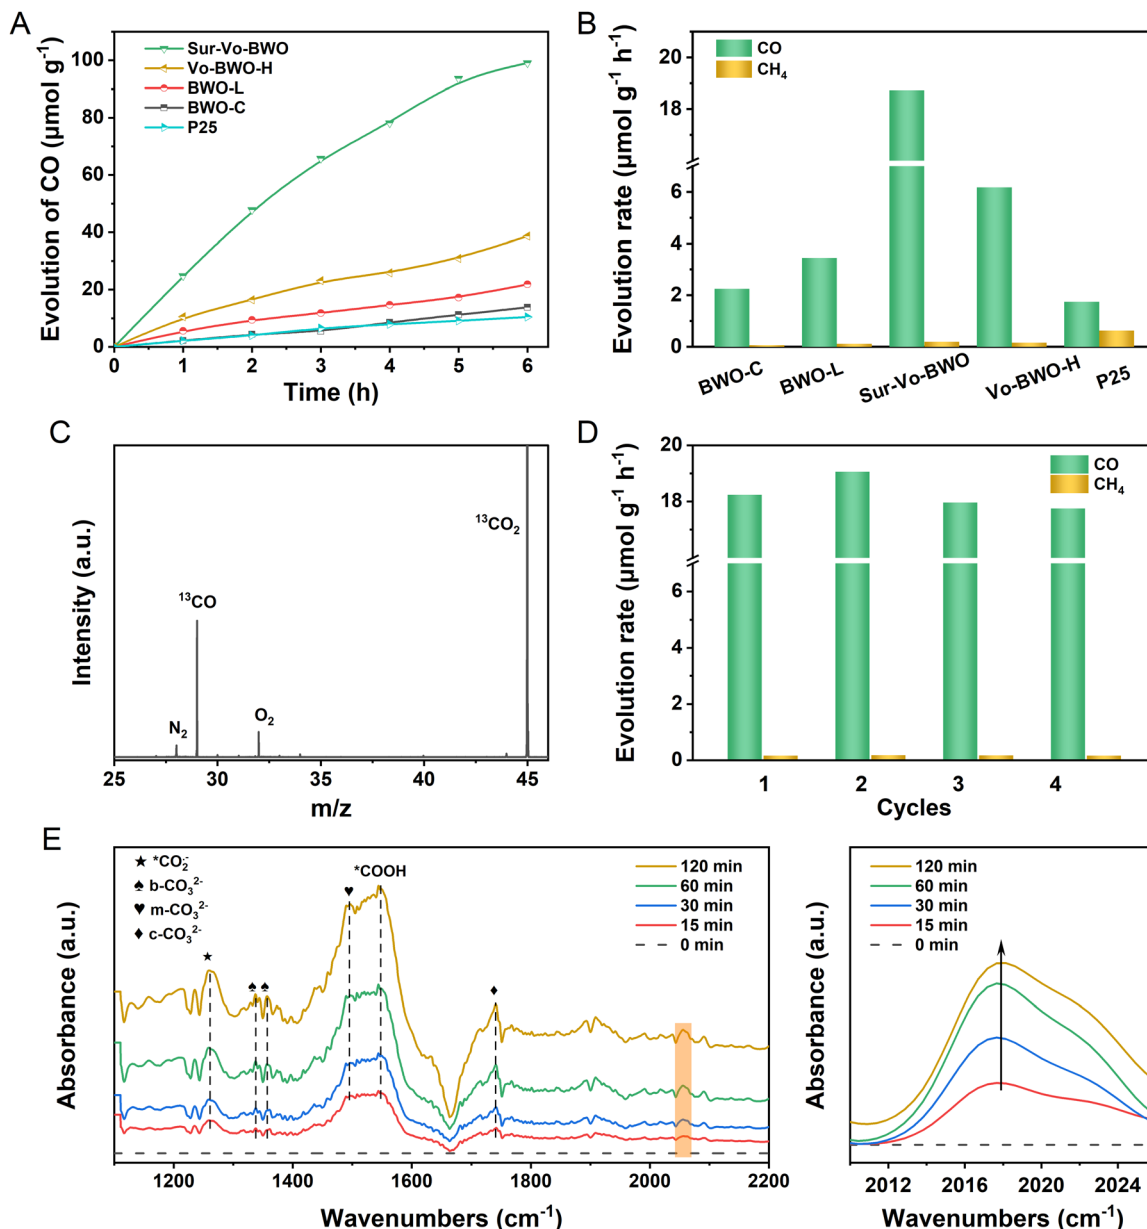 A
Evolution of CO (μmol g⁻¹)
100
80
60
40
20
0
Sur-Vo-BWO
Vo-BWO-H
BWO-L
BWO-C
P25
0 1 2 3 4 5 6
Time (h)
B
Evolution rate (μmol g⁻¹ h⁻¹)
20
18
6
4
2
0
CO
CH₄
BWO-C BWO-L Sur-Vo-BWO Vo-BWO-H P25
C
Intensity (a.u.)
N₂
¹³CO
O₂
¹³CO₂
25 30 35 40 45
m/z
D
Evolution rate (μmol g⁻¹ h⁻¹)
20
18
6
4
2
0
CO
CH₄
1 2 3 4
Cycles
E
Absorbance (a.u.)
★ *CO₂⁻
♠ b-CO₃²⁻
♥ m-CO₃²⁻
♦ c-CO₃²⁻
*COOH
120 min
60 min
30 min
15 min
0 min
1200 1400 1600 1800 2000 2200
Wavenumbers (cm⁻¹)
Absorbance (a.u.)
120 min
60 min
30 min
15 min
0 min
2012 2016 2020 2024
Wavenumbers (cm⁻¹)